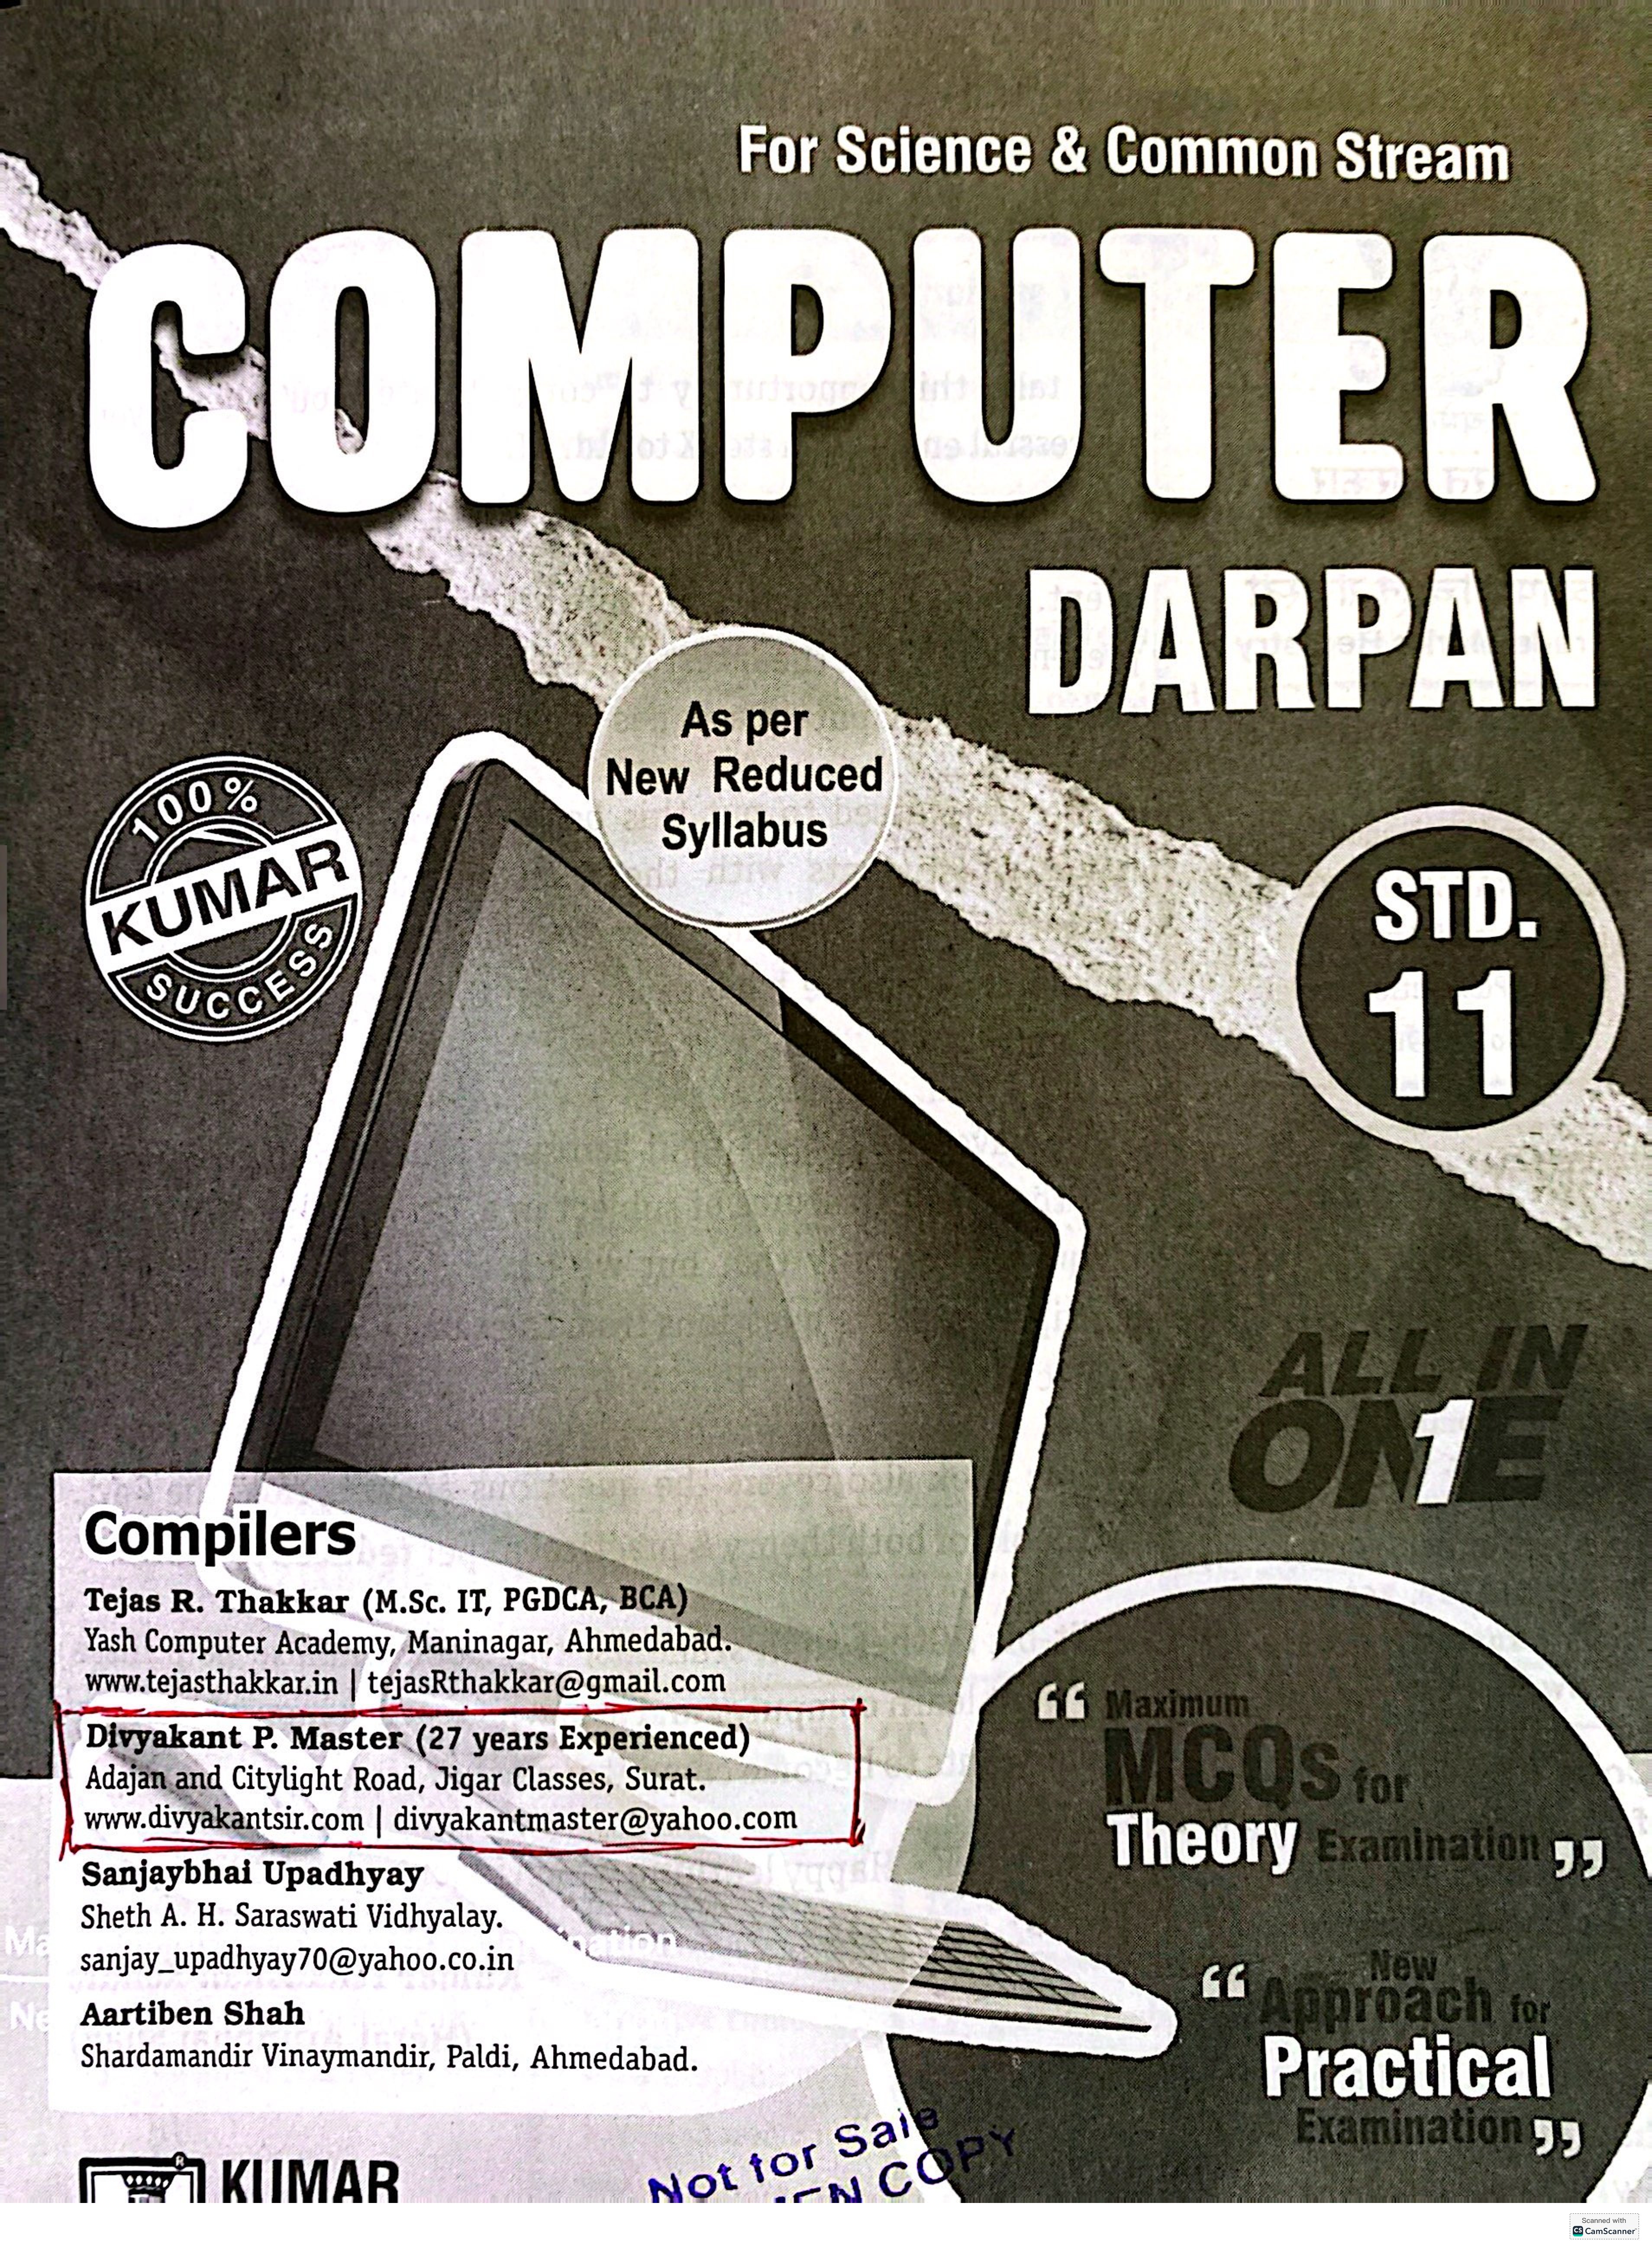 For Science & Common Stream
COMPUTER
DARPAN
As per
New Reduced
Syllabus
100%
KUMAR
SUCCESS
STD.
11
ALL IN
ON1E
Compilers
Tejas R. Thakkar (M.Sc. IT, PGDCA, BCA)
Yash Computer Academy, Maninagar, Ahmedabad.
www.tejasthakkar.in | tejasRthakkar@gmail.com
Divyakant P. Master (27 years Experienced)
Adajan and Citylight Road, Jigar Classes, Surat.
www.divyakantsir.com | divyakantmaster@yahoo.com
Sanjaybhai Upadhyay
Sheth A. H. Saraswati Vidhyalay.
sanjay_upadhyay70@yahoo.co.in
Aartiben Shah
Shardamandir Vinaymandir, Paldi, Ahmedabad.
“ Maximum
MCQs for
Theory Examination ”
“ New
Approach for
Practical
Examination ”
Not for Sale
COPY
KUMAR
Scanned with
CS CamScanner